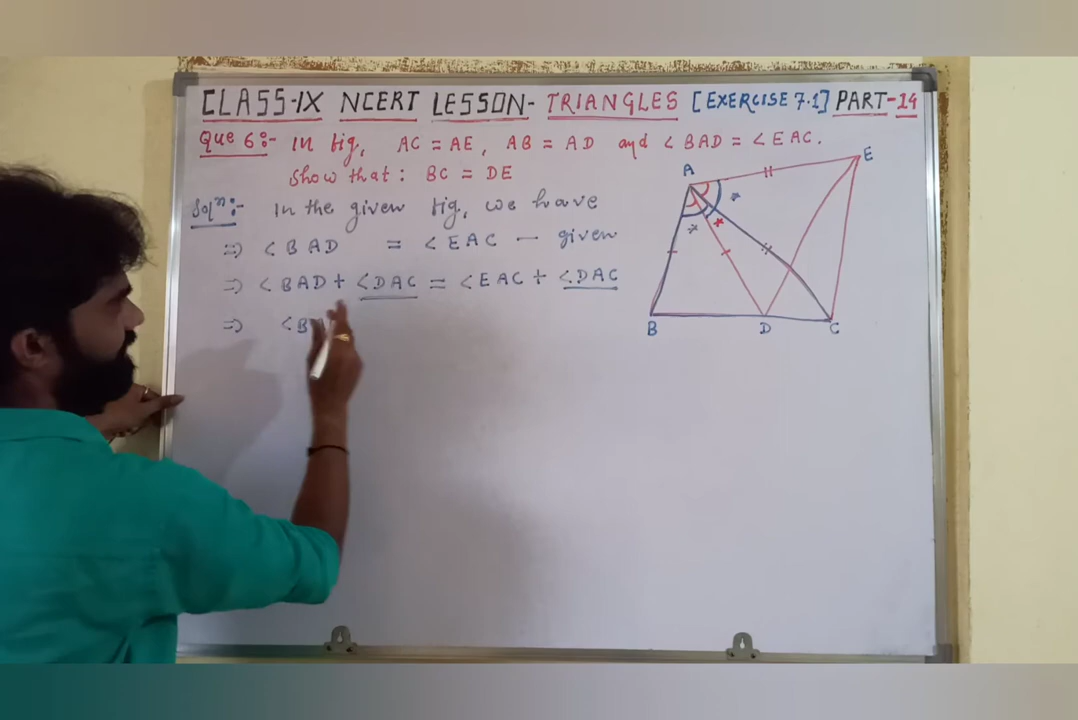 CLASS-IX NCERT LESSON- TRIANGLES [EXERCISE 7.1] PART-14
Que 6:- In fig, AC = AE, AB = AD and ∠BAD = ∠EAC.
Show that: BC = DE
Solⁿ:- In the given fig, we have
⇒ ∠BAD = ∠EAC — given
⇒ ∠BAD + ∠DAC = ∠EAC + ∠DAC
⇒ ∠B
A
E
B
D
C